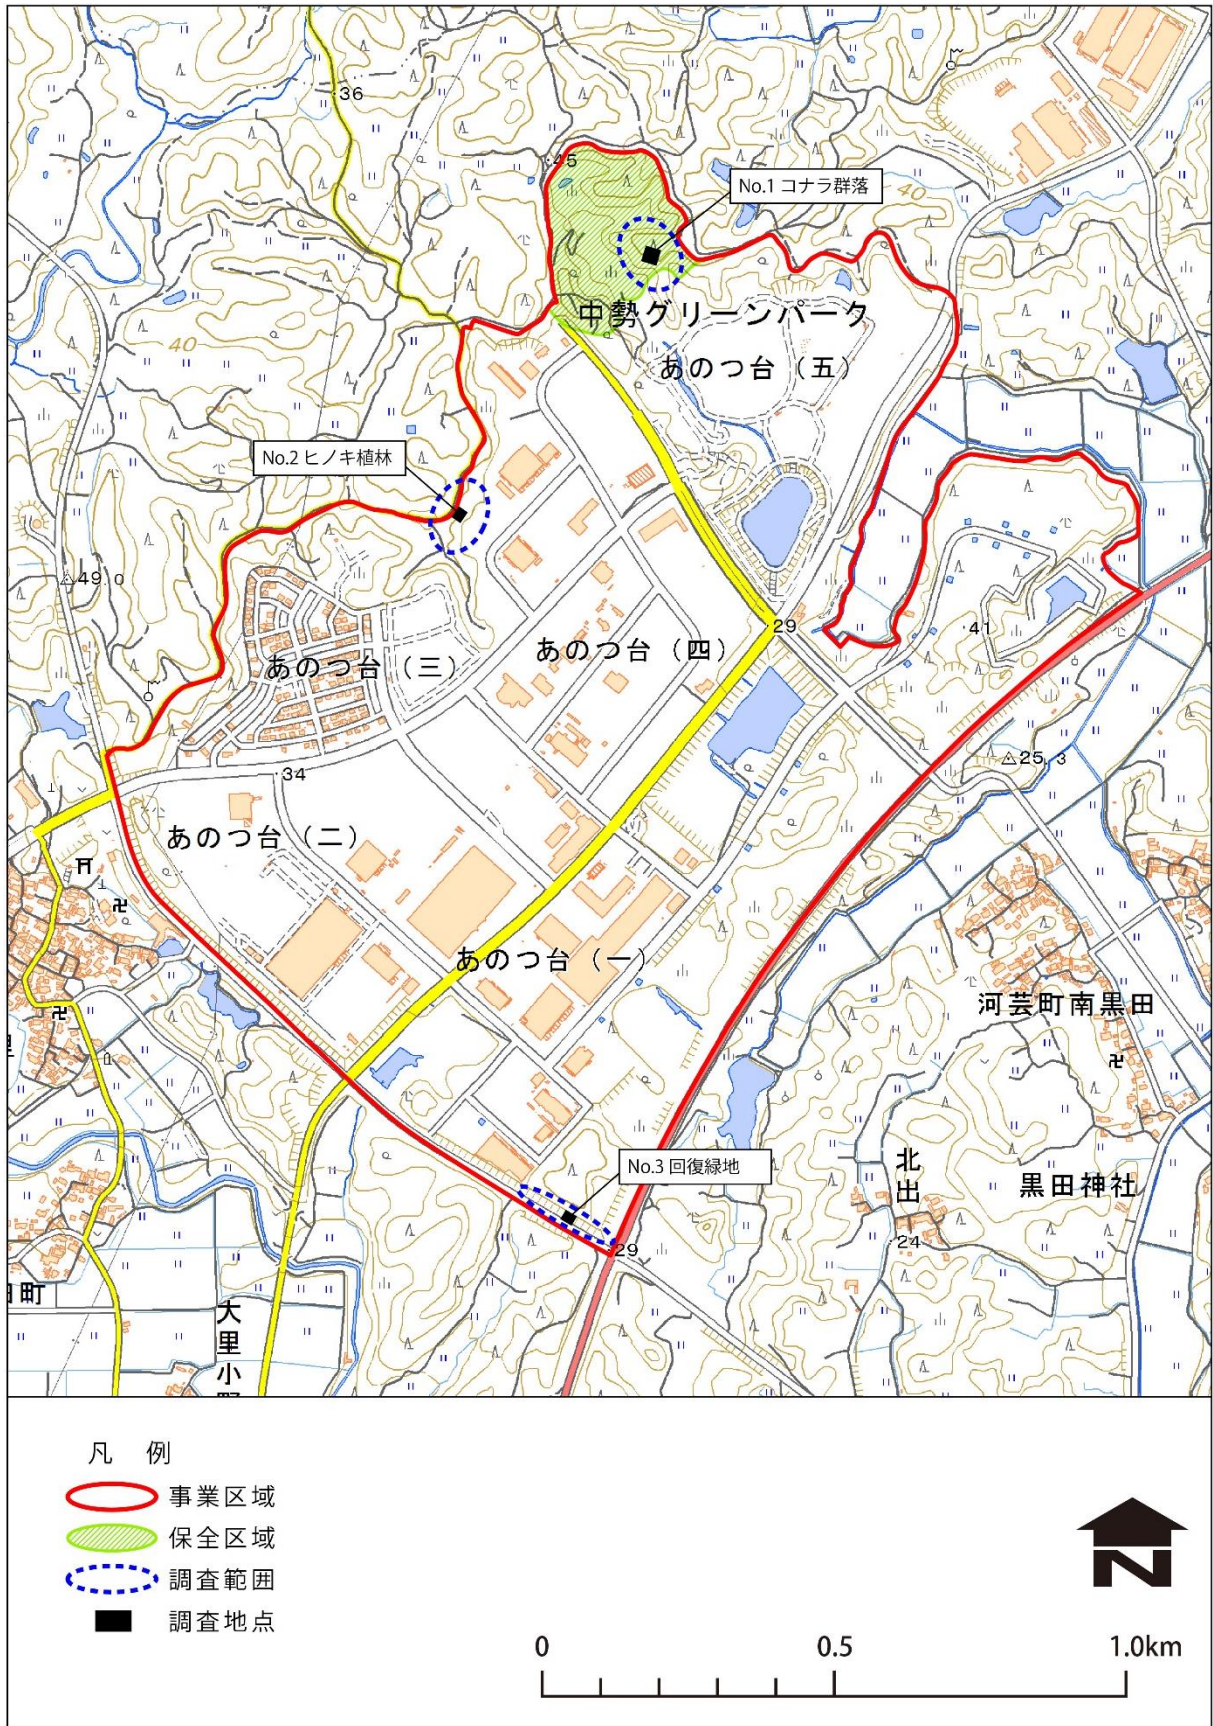 36
45
No.1 コナラ群落
40
中勢グリーンパーク
あのつ台（五）
40
No.2 ヒノキ植林
49.0
29
41
あのつ台（四）
あのつ台（三）
25.3
34
あのつ台（二）
あのつ台（一）
河芸町南黒田
No.3 回復緑地
北出
黒田神社
29
24
田町
大里小野
凡 例
事業区域
保全区域
調査範囲
調査地点
N
0 0.5 1.0km